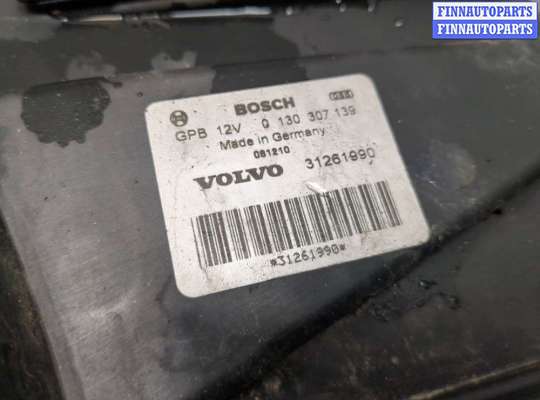 FINNAUTOPARTS
FINNAUTOPARTS
BOSCH
GPB 12V 0 130 307 139
Made in Germany
081210
VOLVO 31261990
*31261990*